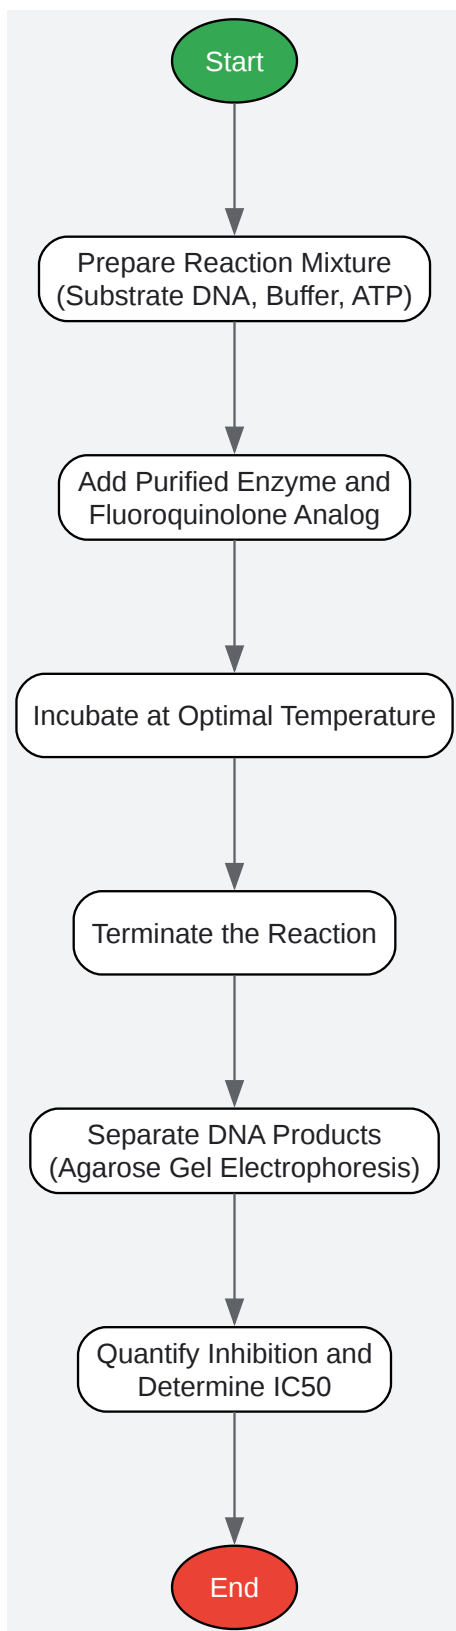 Start
Prepare Reaction Mixture
(Substrate DNA, Buffer, ATP)
Add Purified Enzyme and
Fluoroquinolone Analog
Incubate at Optimal Temperature
Terminate the Reaction
Separate DNA Products
(Agarose Gel Electrophoresis)
Quantify Inhibition and
Determine IC50
End